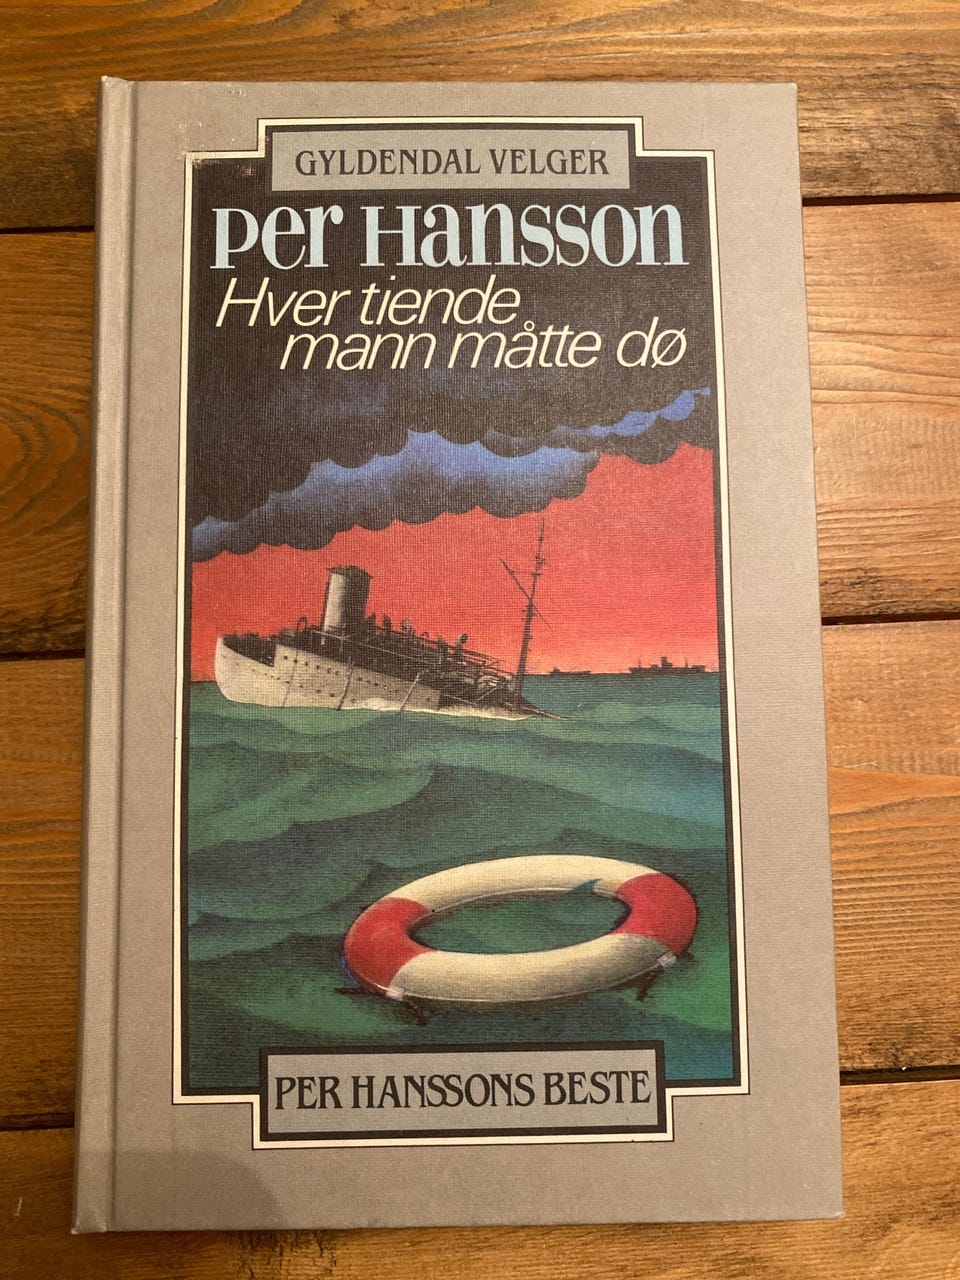 GYLDENDAL VELGER
Per Hansson
Hver tiende
mann måtte dø
PER HANSSONS BESTE